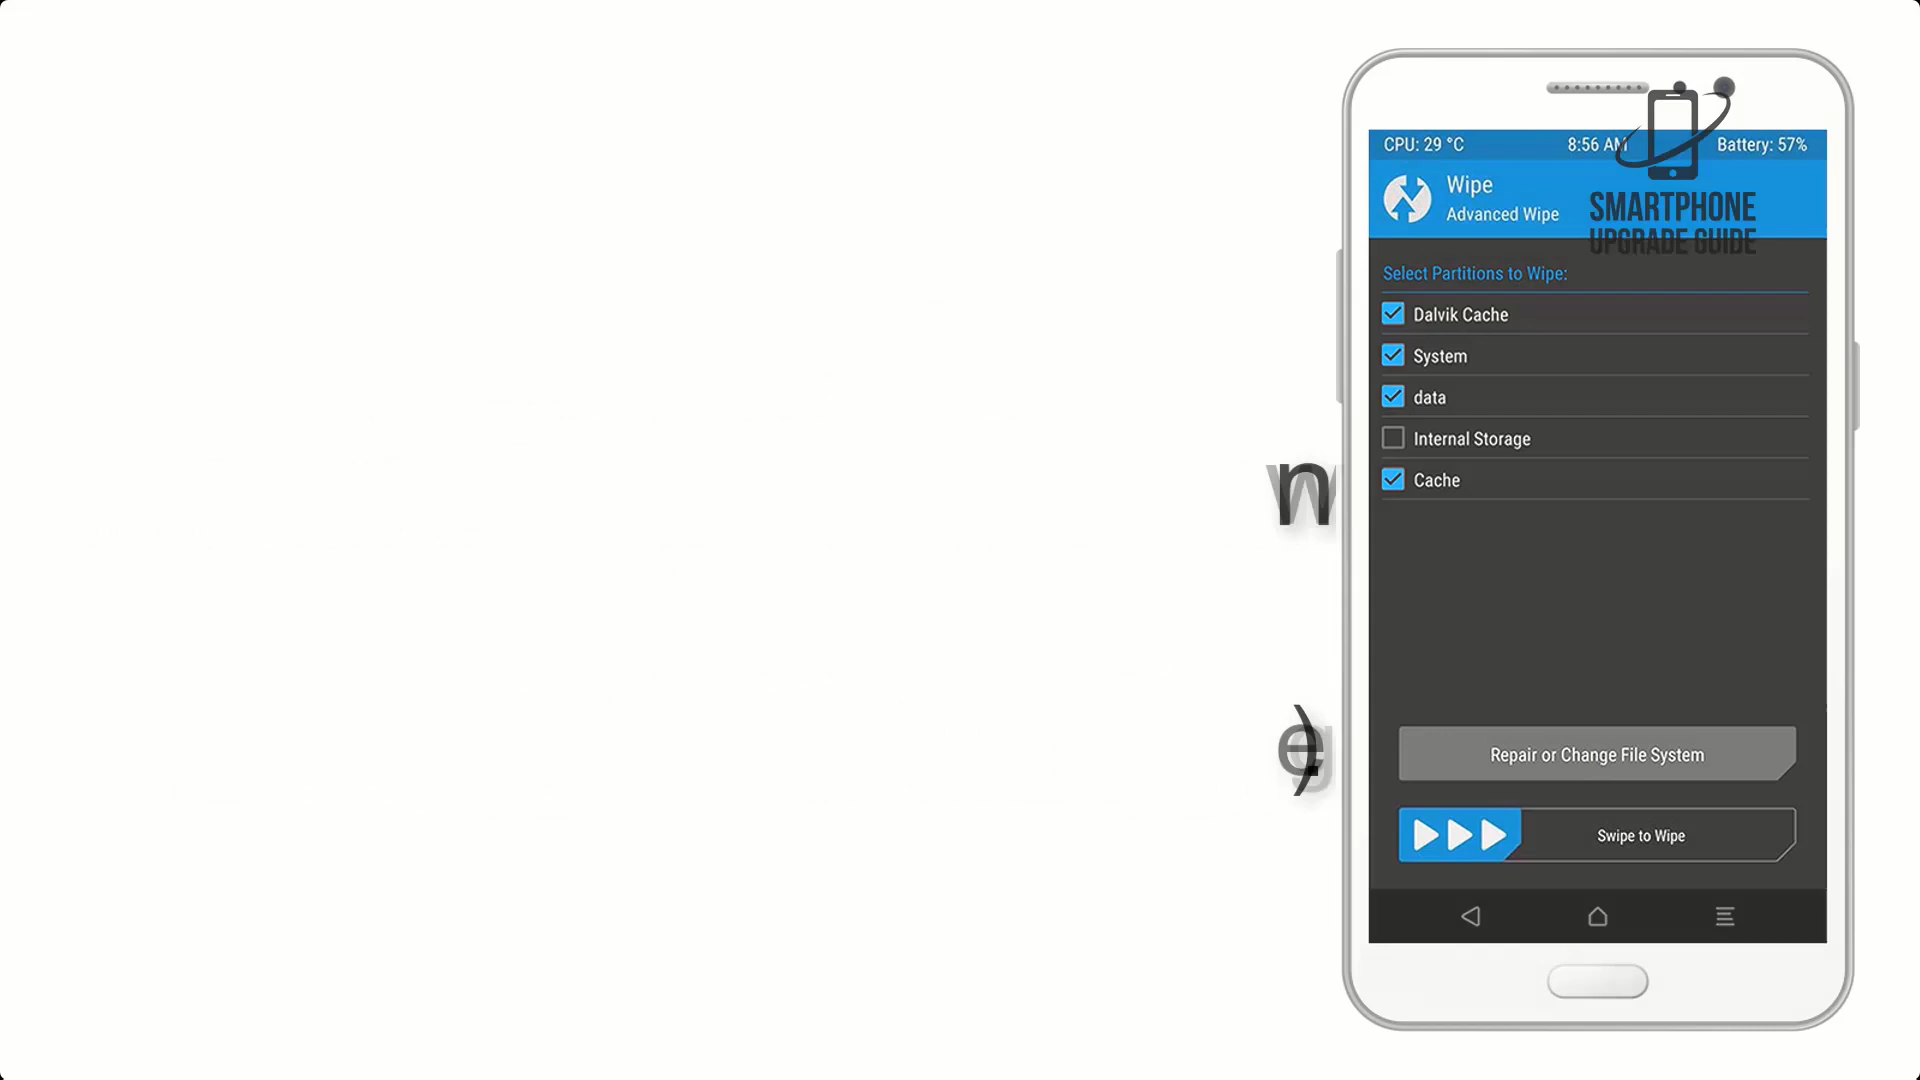 CPU: 29 °C 8:56 AM Battery: 57%
Wipe
Advanced Wipe
SMARTPHONE
UPGRADE GUIDE
Select Partitions to Wipe:
Dalvik Cache
System
data
Internal Storage
Cache
Repair or Change File System
Swipe to Wipe